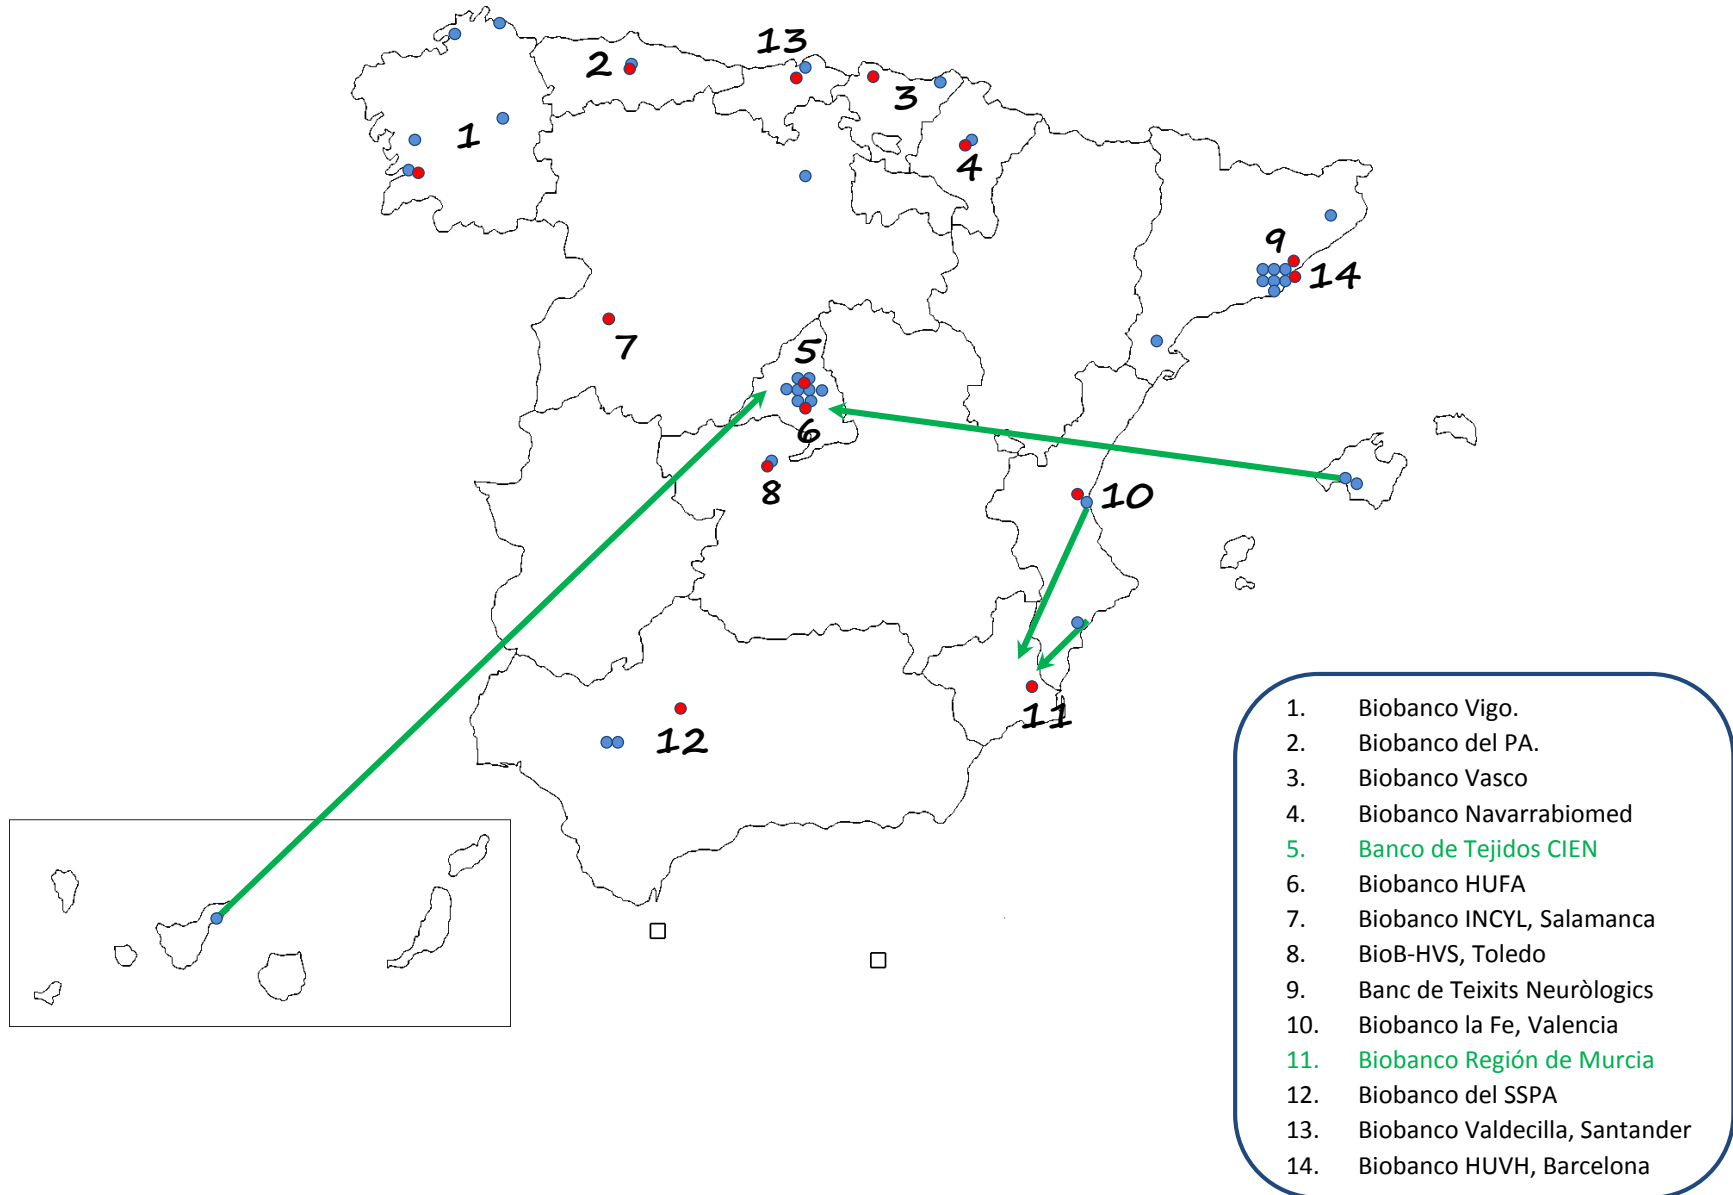 13
2
3
1
4
9
14
7
5
6
8
10
11
12
1. Biobanco Vigo.
2. Biobanco del PA.
3. Biobanco Vasco
4. Biobanco Navarrabiomed
5. Banco de Tejidos CIEN
6. Biobanco HUFA
7. Biobanco INCYL, Salamanca
8. BioB-HVS, Toledo
9. Banc de Teixits Neuròlogics
10. Biobanco la Fe, Valencia
11. Biobanco Región de Murcia
12. Biobanco del SSPA
13. Biobanco Valdecilla, Santander
14. Biobanco HUVH, Barcelona